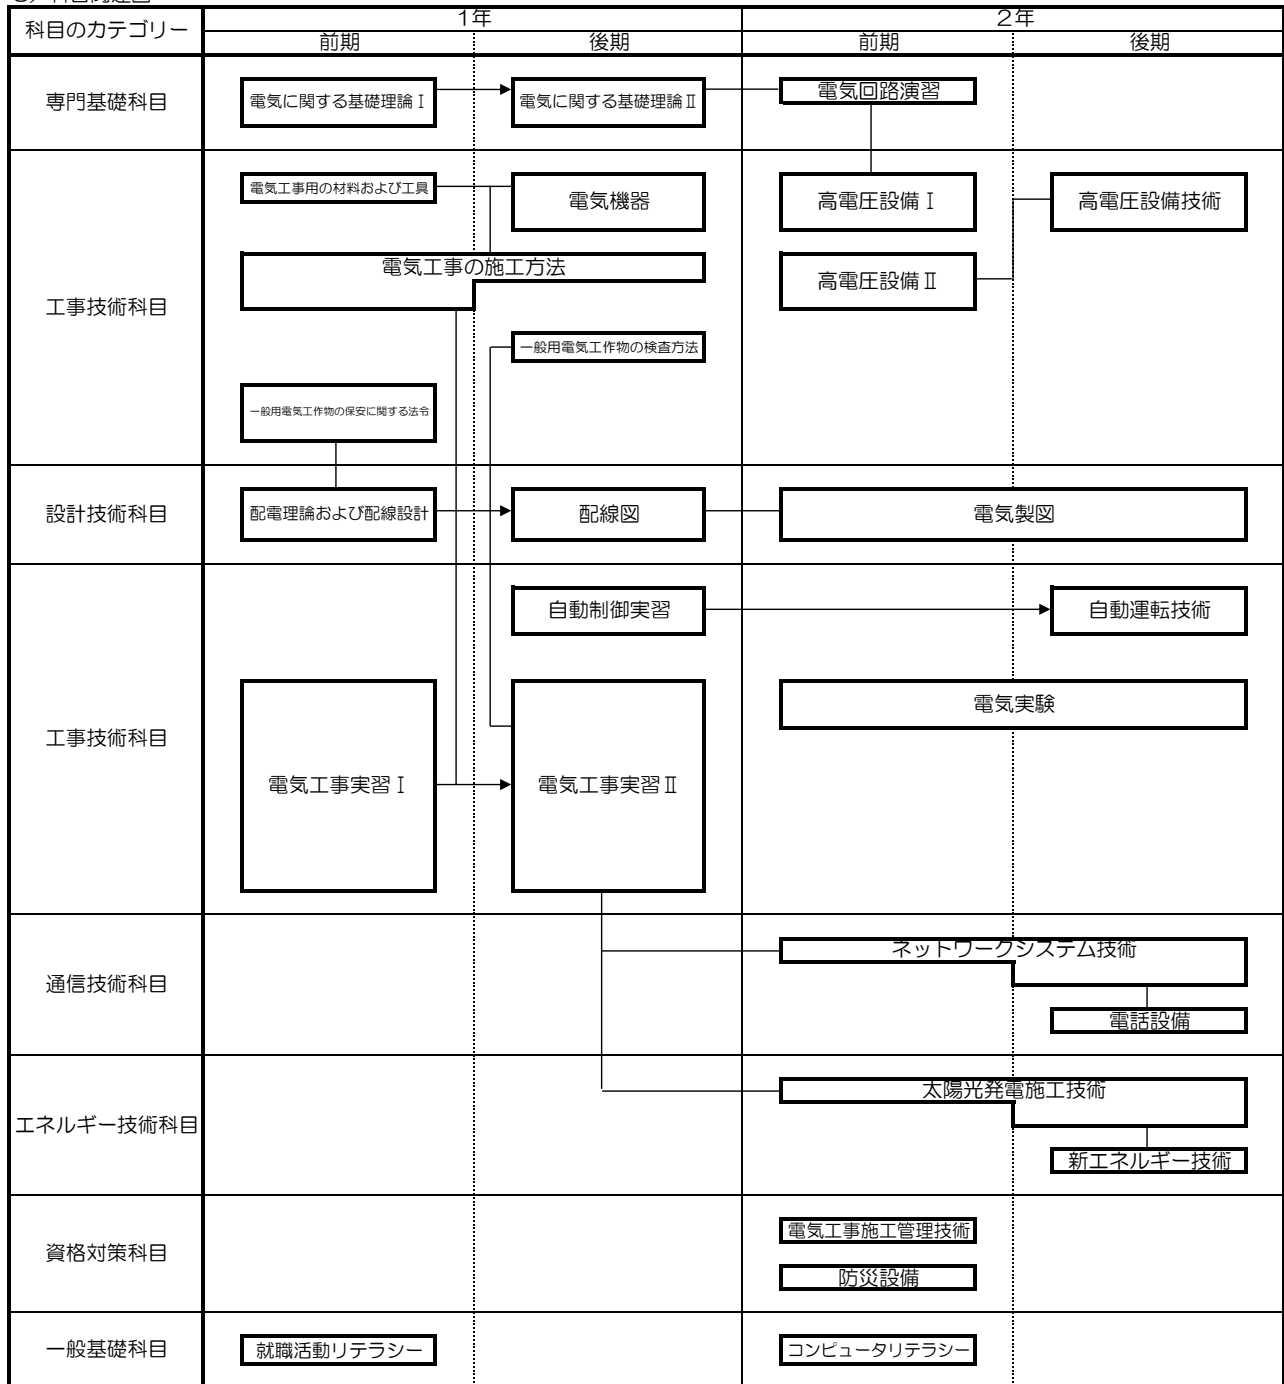 科目のカテゴリー
1年
2年
前期
後期
前期
後期
専門基礎科目
電気に関する基礎理論Ⅰ
電気に関する基礎理論Ⅱ
電気回路演習
工事技術科目
電気工事用の材料および工具
電気機器
高電圧設備Ⅰ
高電圧設備技術
電気工事の施工方法
高電圧設備Ⅱ
一般用電気工作物の検査方法
一般用電気工作物の保安に関する法令
設計技術科目
配電理論および配線設計
配線図
電気製図
工事技術科目
自動制御実習
自動運転技術
電気実験
電気工事実習Ⅰ
電気工事実習Ⅱ
通信技術科目
ネットワークシステム技術
電話設備
エネルギー技術科目
太陽光発電施工技術
新エネルギー技術
資格対策科目
電気工事施工管理技術
防災設備
一般基礎科目
就職活動リテラシー
コンピュータリテラシー